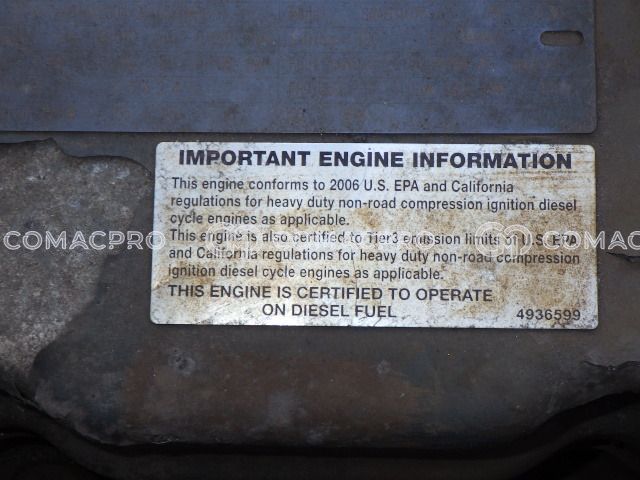 IMPORTANT ENGINE INFORMATION
This engine conforms to 2006 U.S. EPA and California
regulations for heavy duty non-road compression ignition diesel
cycle engines as applicable.
This engine is also certified to Tier3 emission limits of U.S. EPA
and California regulations for heavy duty non-road compression
ignition diesel cycle engines as applicable.
THIS ENGINE IS CERTIFIED TO OPERATE
ON DIESEL FUEL
4936599
COMACPRO
COMACPRO